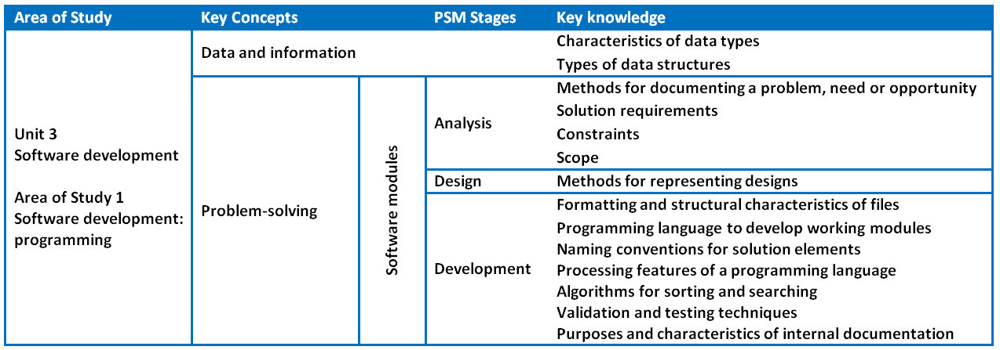 Area of Study Key Concepts PSM Stages Key knowledge
Unit 3
Software development
Area of Study 1
Software development:
programming
Data and information
Characteristics of data types
Types of data structures
Problem-solving
Software modules
Analysis
Methods for documenting a problem, need or opportunity
Solution requirements
Constraints
Scope
Design
Methods for representing designs
Development
Formatting and structural characteristics of files
Programming language to develop working modules
Naming conventions for solution elements
Processing features of a programming language
Algorithms for sorting and searching
Validation and testing techniques
Purposes and characteristics of internal documentation